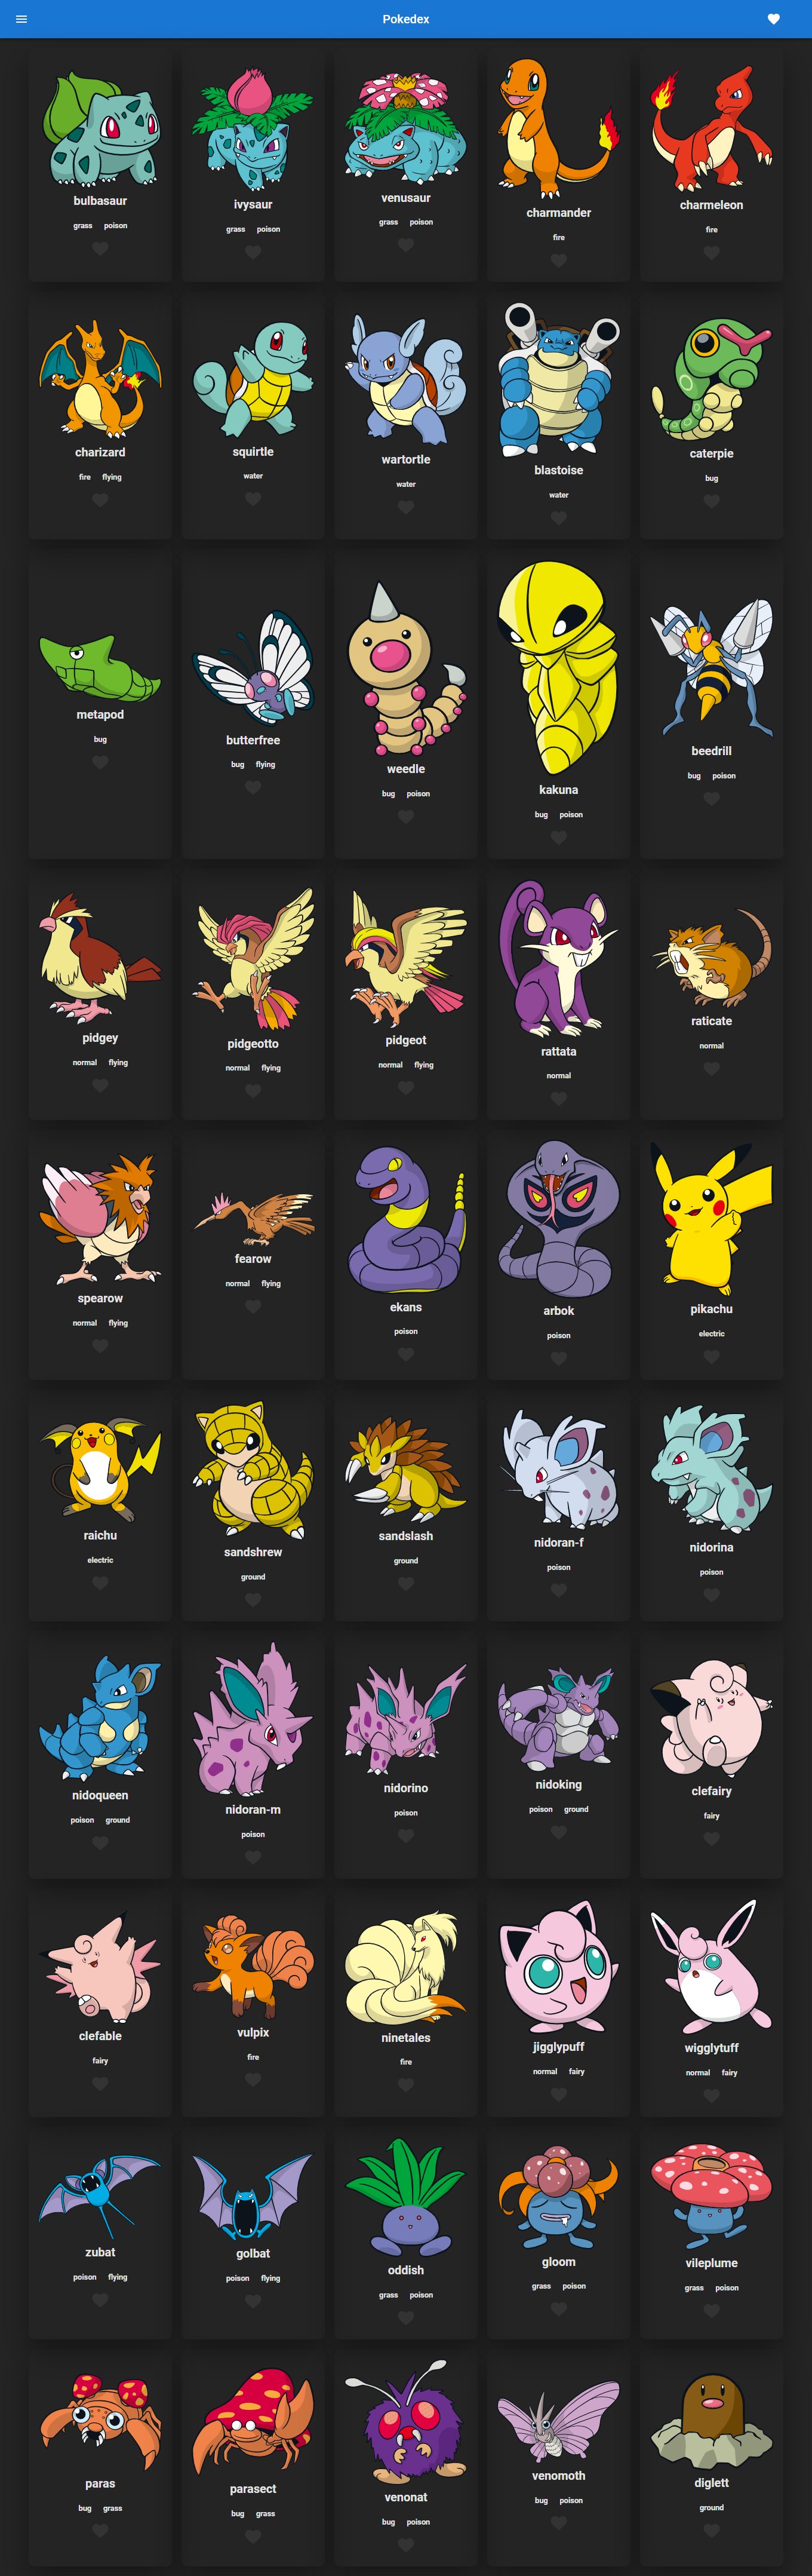 Pokedex
bulbasaur
grass poison
ivysaur
grass poison
venusaur
grass poison
charmander
fire
charmeleon
fire
charizard
fire flying
squirtle
water
wartortle
water
blastoise
water
caterpie
bug
metapod
bug
butterfree
bug flying
weedle
bug poison
kakuna
bug poison
beedrill
bug poison
pidgey
normal flying
pidgeotto
normal flying
pidgeot
normal flying
rattata
normal
raticate
normal
spearow
normal flying
fearow
normal flying
ekans
poison
arbok
poison
pikachu
electric
raichu
electric
sandshrew
ground
sandslash
ground
nidoran-f
poison
nidorina
poison
nidoqueen
poison ground
nidoran-m
poison
nidorino
poison
nidoking
poison ground
clefairy
fairy
clefable
fairy
vulpix
fire
ninetales
fire
jigglypuff
normal fairy
wigglytuff
normal fairy
zubat
poison flying
golbat
poison flying
oddish
grass poison
gloom
grass poison
vileplume
grass poison
paras
bug grass
parasect
bug grass
venonat
bug poison
venomoth
bug poison
diglett
ground